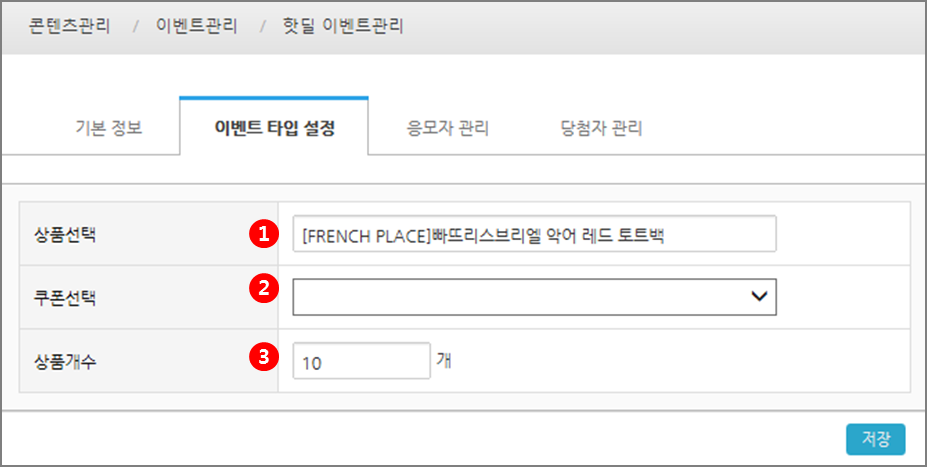 콘텐츠관리 / 이벤트관리 / 핫딜 이벤트관리
기본 정보 이벤트 타입 설정 응모자 관리 당첨자 관리
상품선택 1 [FRENCH PLACE]빠뜨리스브리엘 악어 레드 토트백
쿠폰선택 2
상품개수 3 10 개
저장